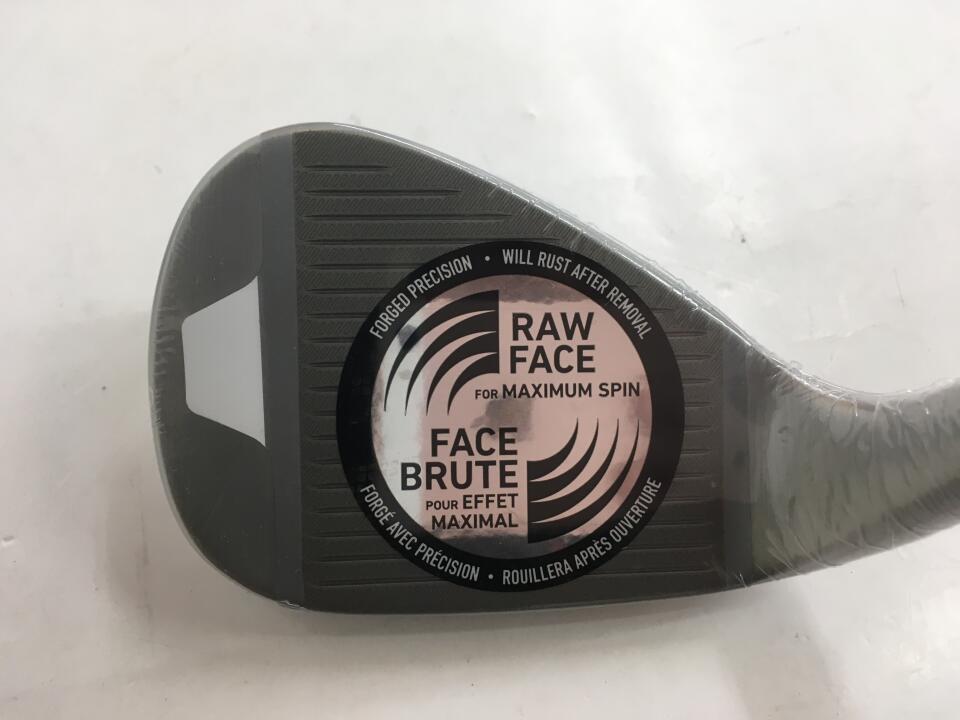 FORGED PRECISION • WILL RUST AFTER REMOVAL
RAW
FACE
FOR MAXIMUM SPIN
FACE
BRUTE
POUR EFFET
MAXIMAL
FORGÉ AVEC PRÉCISION • ROUILLERA APRÈS OUVERTURE